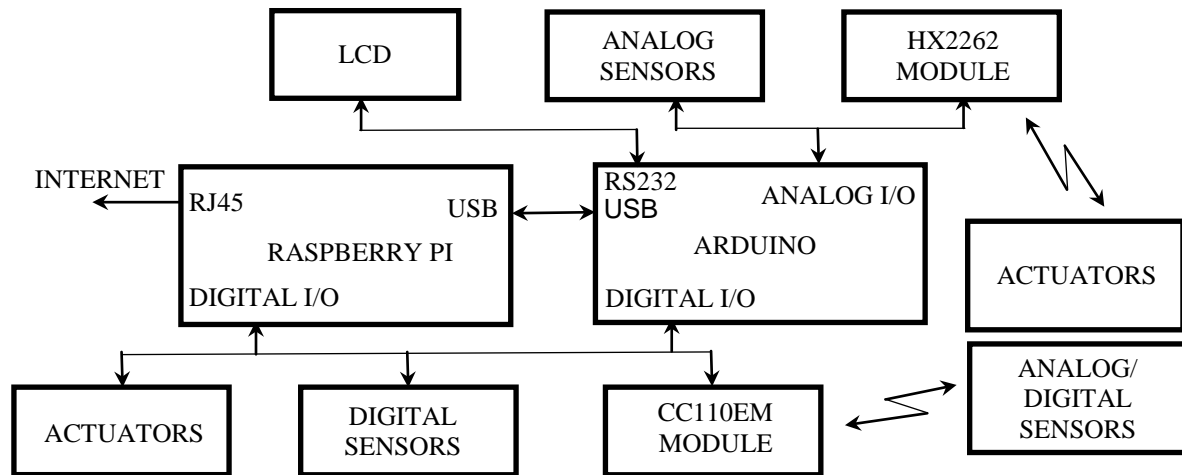 LCD
ANALOG
SENSORS
HX2262
MODULE
INTERNET
RJ45
USB
RASPBERRY PI
DIGITAL I/O
RS232
USB
ANALOG I/O
ARDUINO
DIGITAL I/O
ACTUATORS
ACTUATORS
DIGITAL
SENSORS
CC110EM
MODULE
ANALOG/
DIGITAL
SENSORS